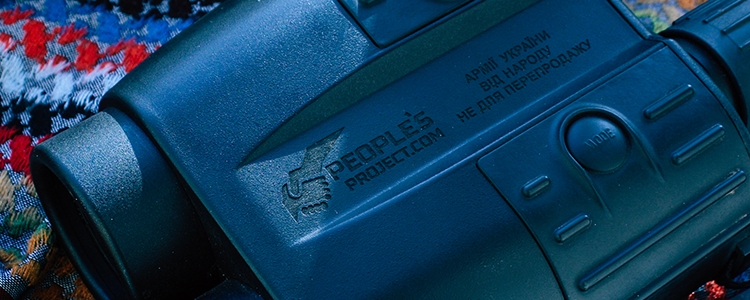 PEOPLE'S
PROJECT.COM
АРМІЇ УКРАЇНИ
ВІД НАРОДУ
НЕ ДЛЯ ПЕРЕПРОДАЖУ
MODE